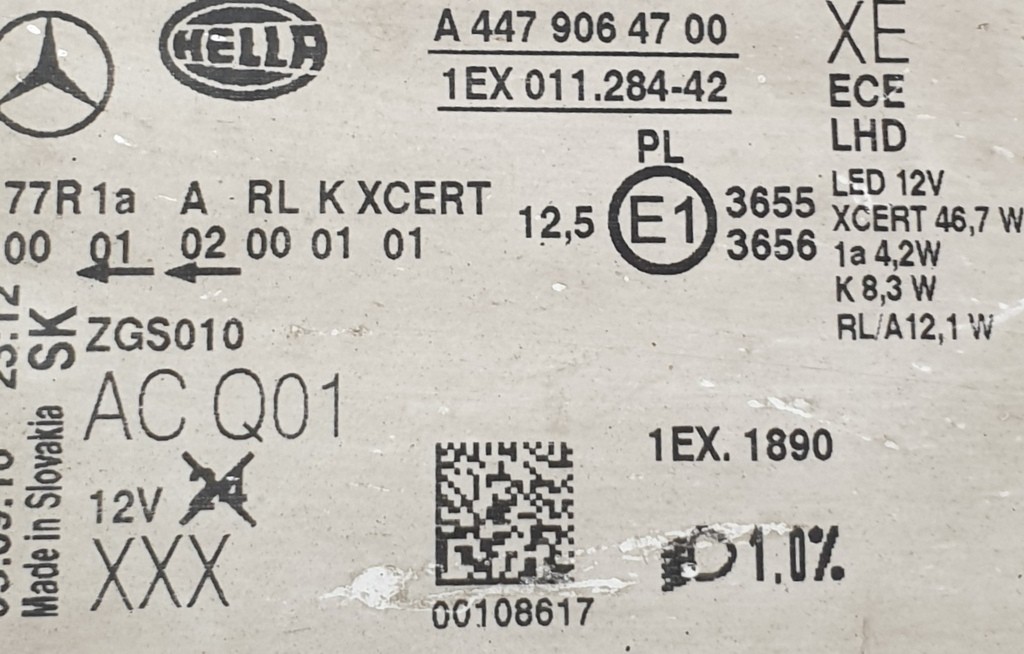 HELLA
A 447 906 47 00
1EX 011.284-42
XE
ECE
LHD
PL
77R 1a A RL K XCERT
00 01 02 00 01 01
12,5 E1 3655
3656
LED 12V
XCERT 46,7 W
1a 4,2W
K 8,3 W
RL/A12,1 W
SK
Made in Slovakia
ZGS010
AC Q01
12V 24
XXX
1EX. 1890
1.0%
00108617